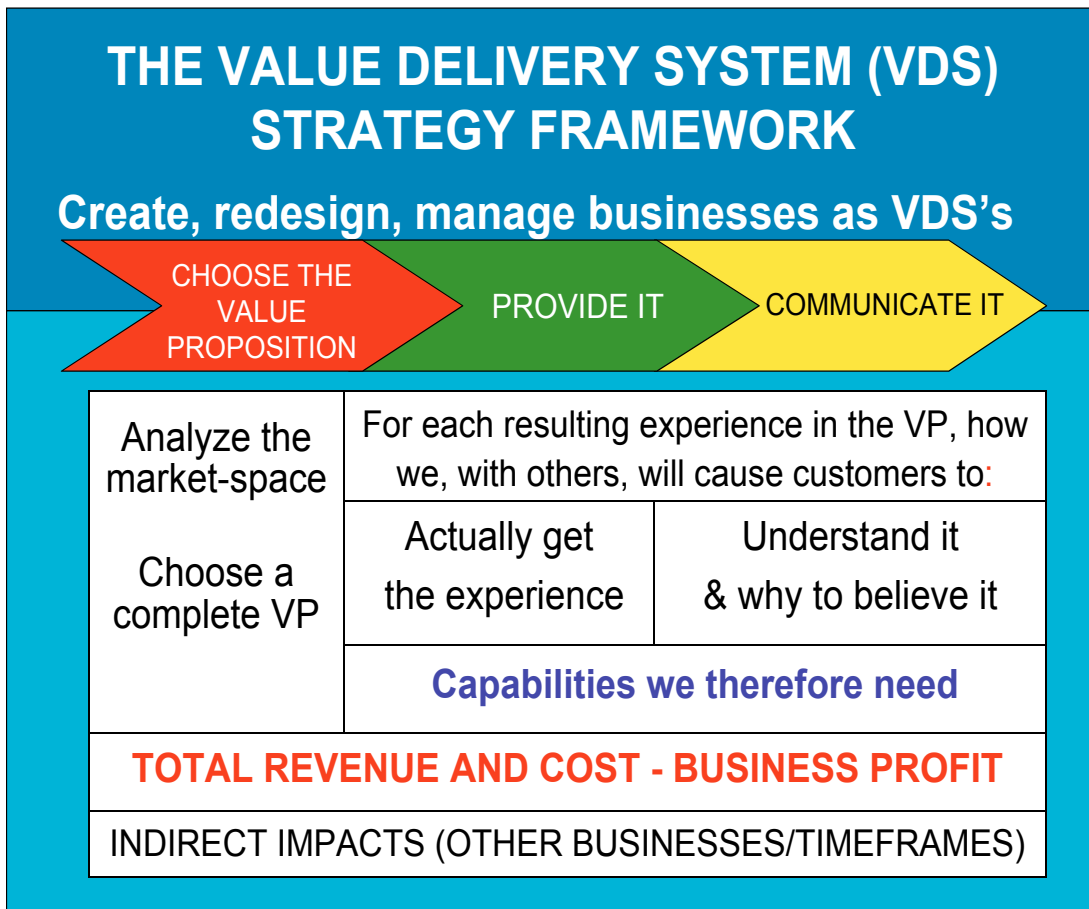 THE VALUE DELIVERY SYSTEM (VDS)
STRATEGY FRAMEWORK
Create, redesign, manage businesses as VDS's
CHOOSE THE
VALUE
PROPOSITION
PROVIDE IT
COMMUNICATE IT
Analyze the
market-space
Choose a
complete VP
For each resulting experience in the VP, how
we, with others, will cause customers to:
Actually get
the experience
Understand it
& why to believe it
Capabilities we therefore need
TOTAL REVENUE AND COST - BUSINESS PROFIT
INDIRECT IMPACTS (OTHER BUSINESSES/TIMEFRAMES)